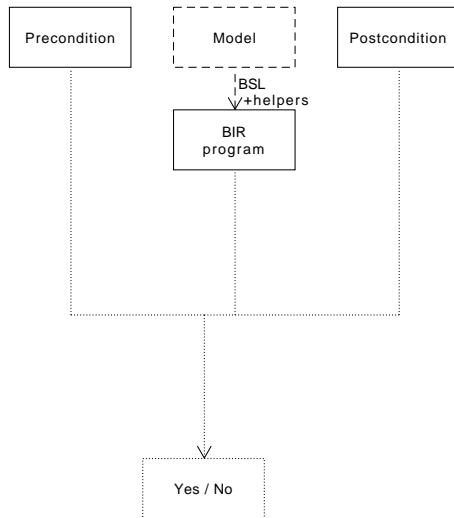 Precondition
Model
Postcondition
BSL
+helpers
BIR
program
Yes / No